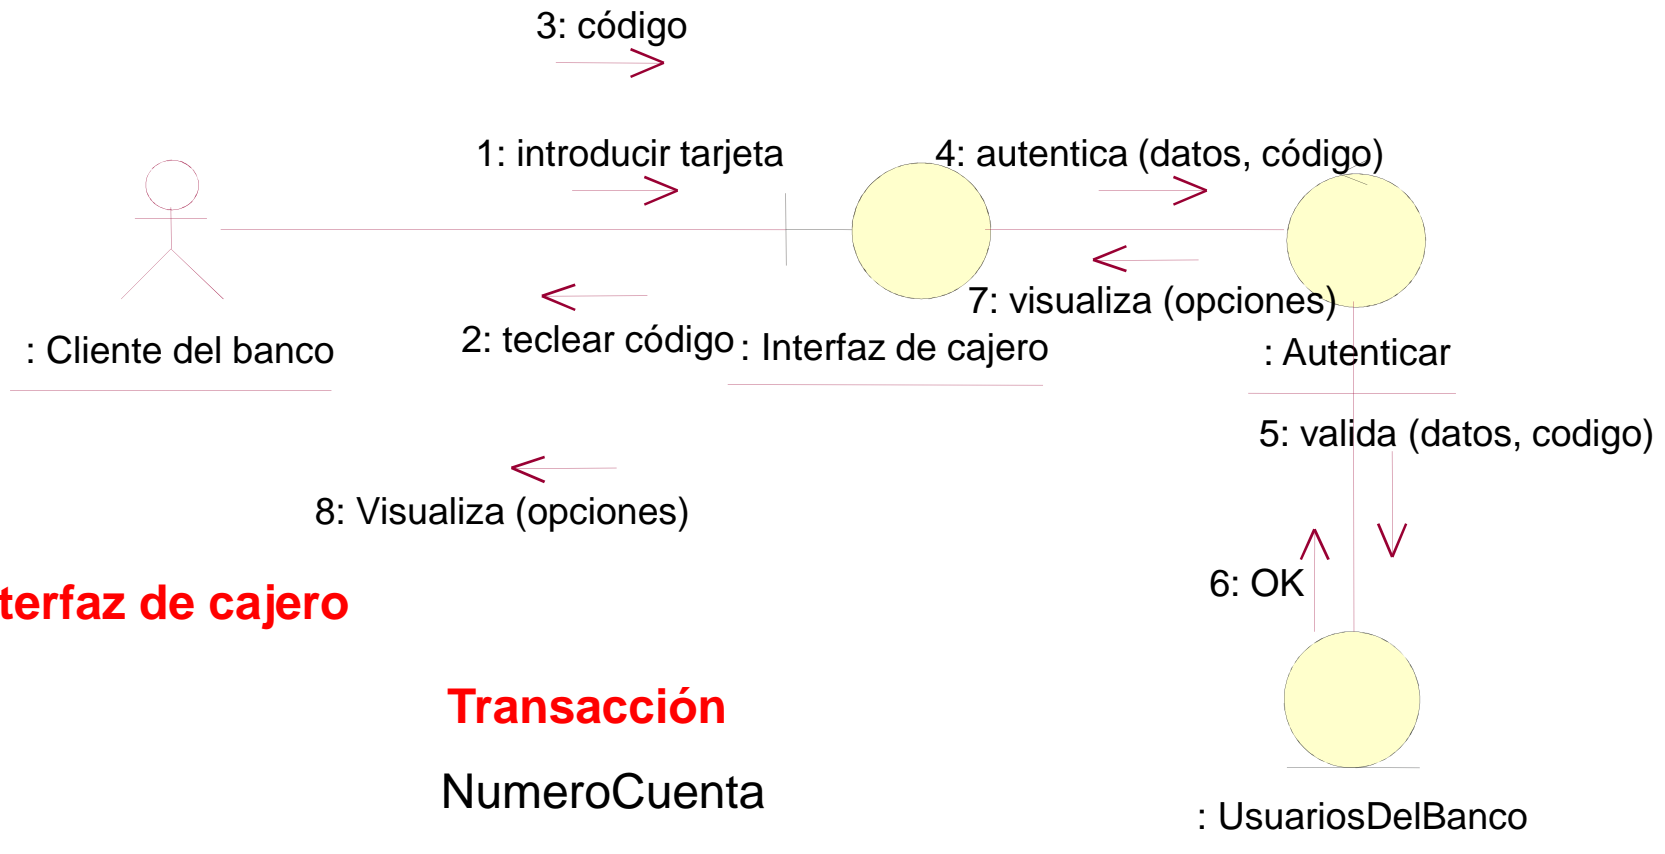 3: código
1: introducir tarjeta
4: autentica (datos, código)
7: visualiza (opciones)
2: teclear código
: Cliente del banco
: Interfaz de cajero
: Autenticar
5: valida (datos, codigo)
8: Visualiza (opciones)
6: OK
terfaz de cajero
Transacción
NumeroCuenta
: UsuariosDelBanco